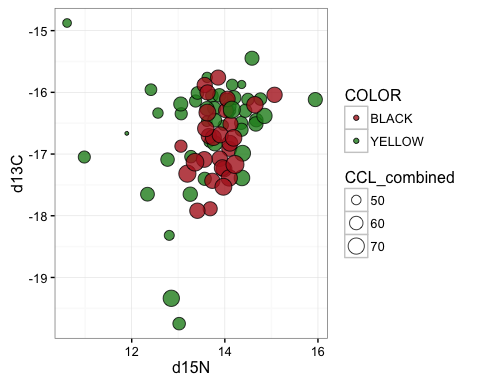 -15
-16
-17
-18
-19
d13C
12
14
16
d15N
COLOR
BLACK
YELLOW
CCL_combined
50
60
70